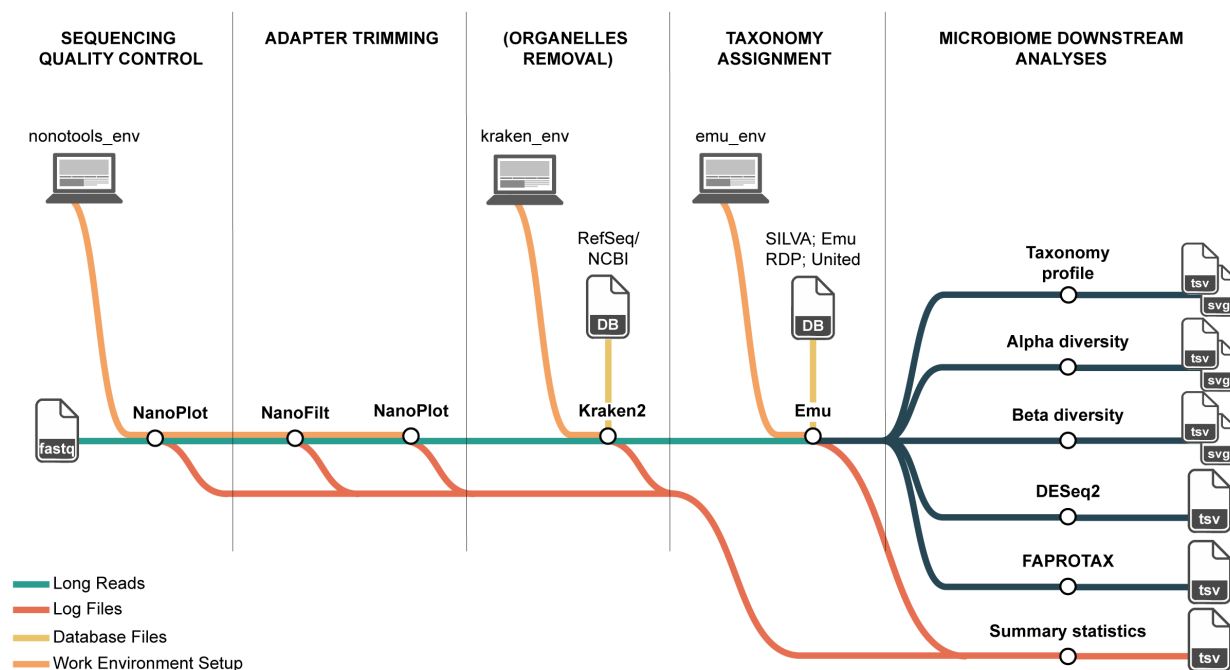 SEQUENCING
QUALITY CONTROL
ADAPTER TRIMMING
(ORGANELLES
REMOVAL)
TAXONOMY
ASSIGNMENT
MICROBIOME DOWNSTREAM
ANALYSES
nonotools_env
kraken_env
emu_env
RefSeq/
NCBI
DB
SILVA; Emu
RDP; United
DB
fastq
NanoPlot
NanoFilt
NanoPlot
Kraken2
Emu
Taxonomy
profile
tsv
svg
Alpha diversity
tsv
svg
Beta diversity
tsv
svg
DESeq2
tsv
FAPROTAX
tsv
Summary statistics
tsv
Long Reads
Log Files
Database Files
Work Environment Setup